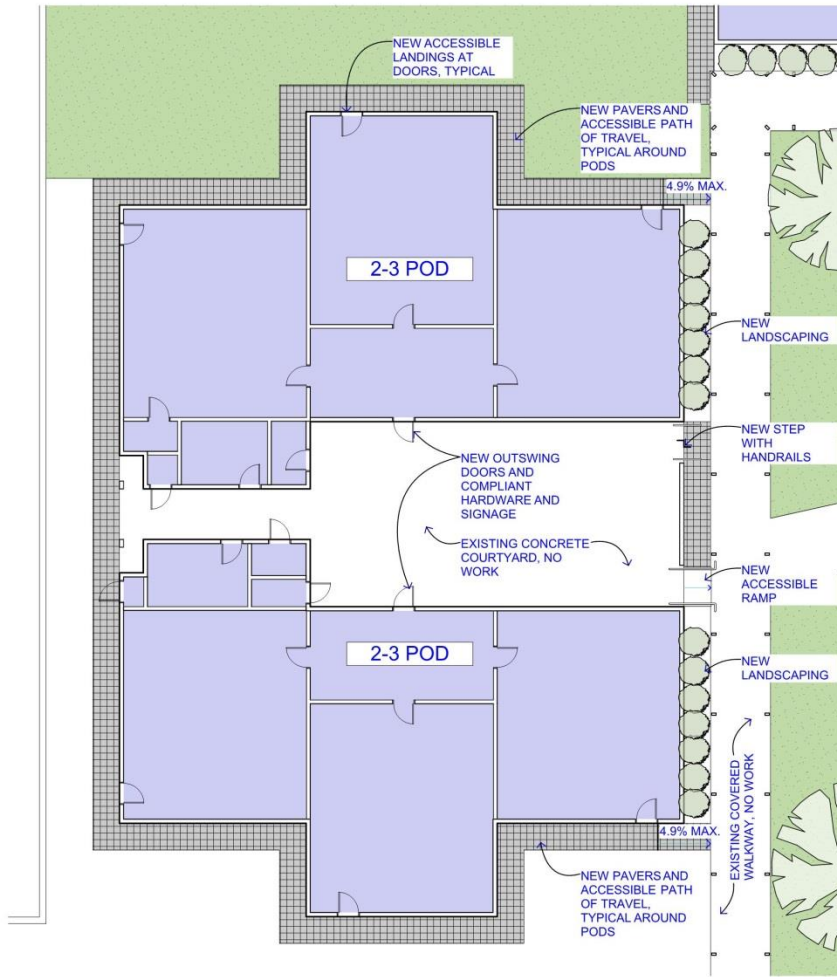 NEW ACCESSIBLE
LANDINGS AT
DOORS, TYPICAL
NEW PAVERS AND
ACCESSIBLE PATH
OF TRAVEL,
TYPICAL AROUND
PODS
4.9% MAX.
2-3 POD
NEW
LANDSCAPING
NEW STEP
WITH
HANDRAILS
NEW OUTSWING
DOORS AND
COMPLIANT
HARDWARE AND
SIGNAGE
EXISTING CONCRETE
COURTYARD, NO
WORK
NEW
ACCESSIBLE
RAMP
2-3 POD
NEW
LANDSCAPING
EXISTING COVERED
WALKWAY, NO WORK
4.9% MAX.
NEW PAVERS AND
ACCESSIBLE PATH
OF TRAVEL,
TYPICAL AROUND
PODS